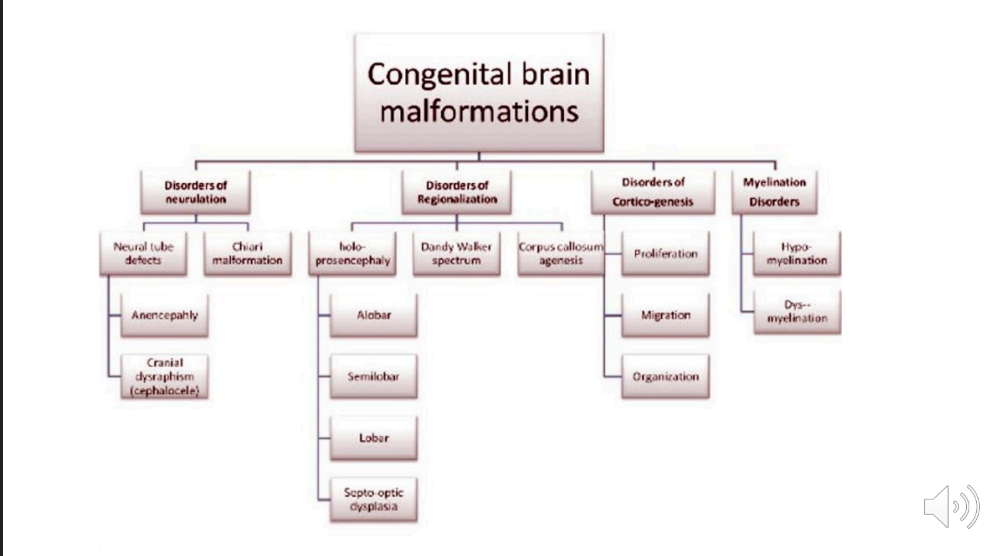 Congenital brain
malformations
Disorders of
neurulation
Disorders of
Regionalization
Disorders of
Cortico-genesis
Myelination
Disorders
Neural tube
defects
Chiari
malformation
holo-
prosencephaly
Dandy Walker
spectrum
Corpus callosum
agenesis
Proliferation
Hypo-
myelination
Anencepahly
Alobar
Migration
Dys--
myelination
Cranial
dysraphism
(cephalocele)
Semilobar
Organization
Lobar
Septo-optic
dysplasia